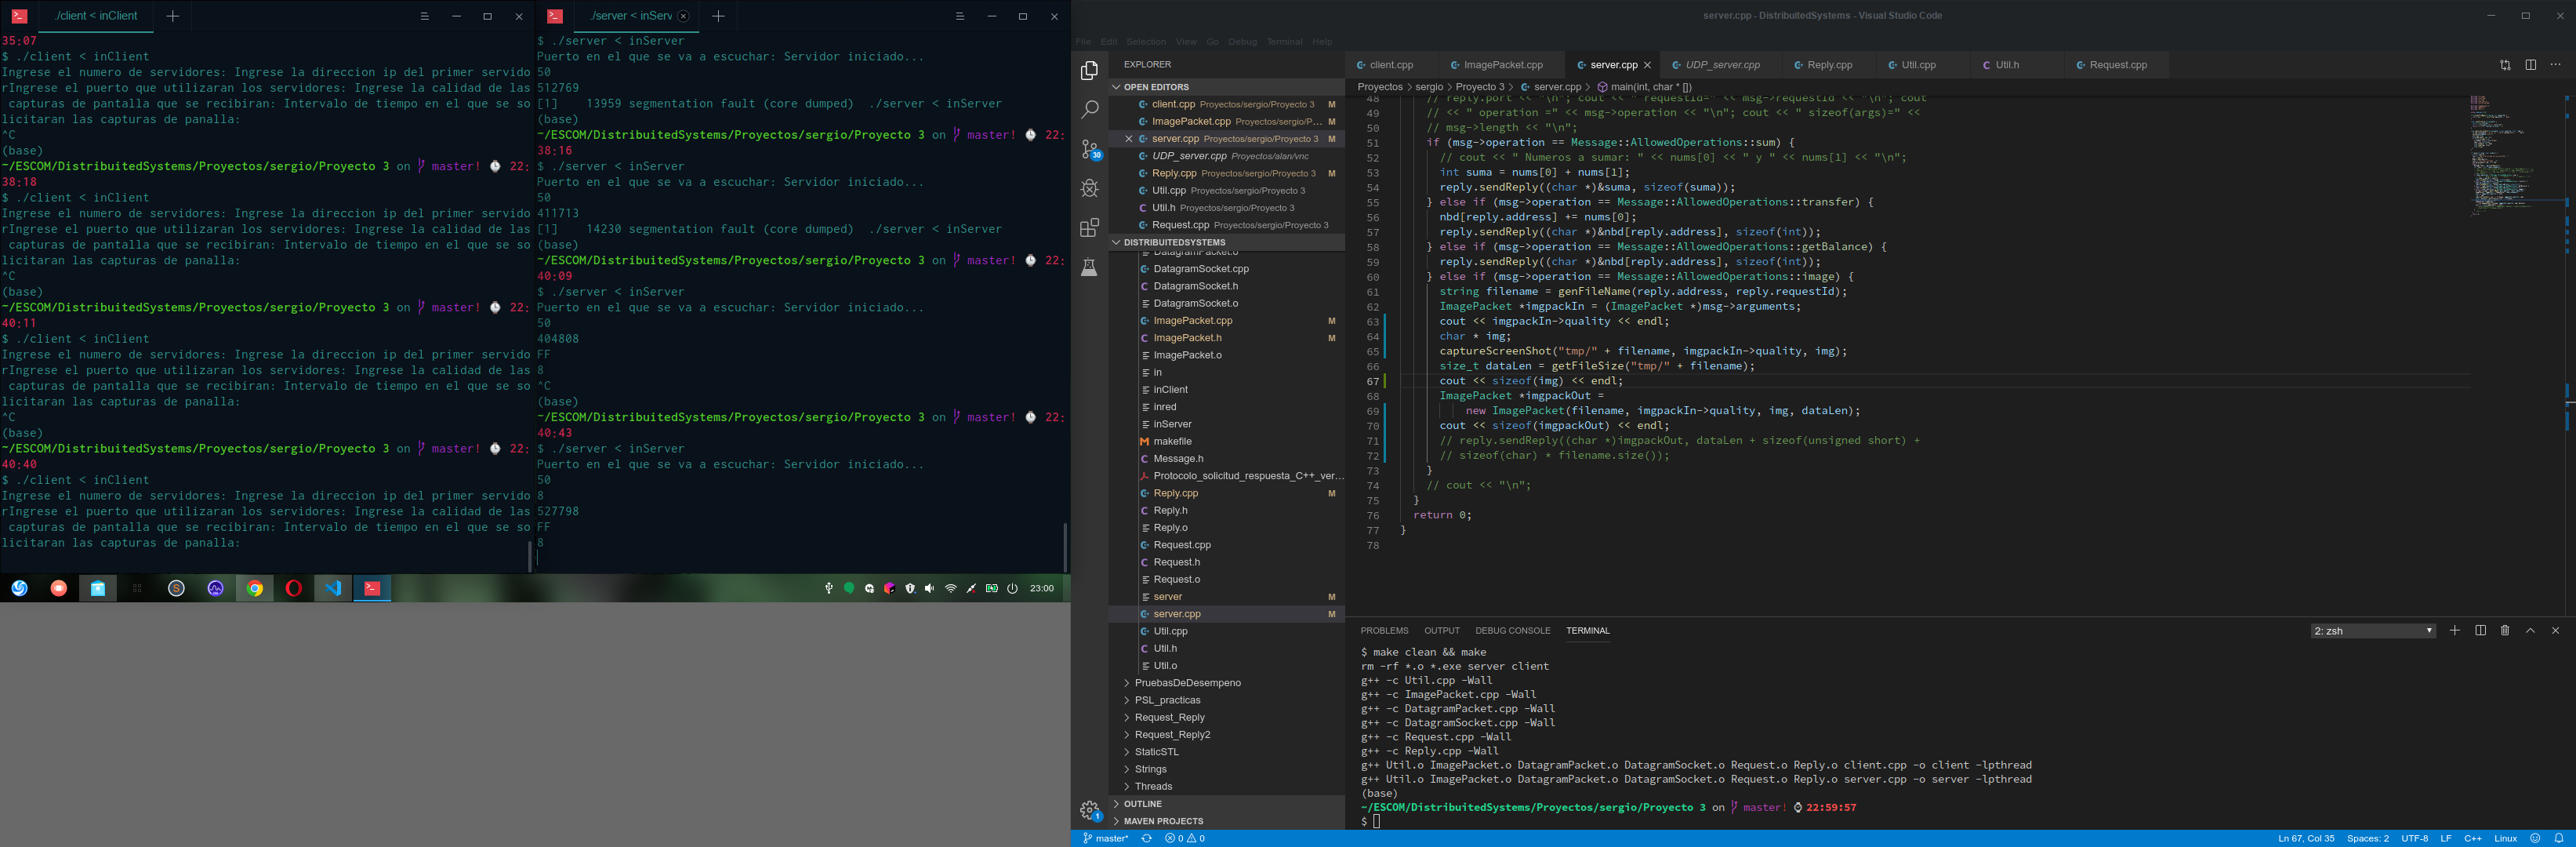 ./client < inClient
35:07
$ ./client < inClient
Ingrese el numero de servidores: Ingrese la direccion ip del primer servido
rIngrese el puerto que utilizaran los servidores: Ingrese la calidad de las
capturas de pantalla que se recibiran: Intervalo de tiempo en el que se so
licitaran las capturas de panalla:
^C
(base)
~/ESCOM/DistribuitedSystems/Proyectos/sergio/Proyecto 3 on master! 22:
38:18
$ ./client < inClient
Ingrese el numero de servidores: Ingrese la direccion ip del primer servido
rIngrese el puerto que utilizaran los servidores: Ingrese la calidad de las
capturas de pantalla que se recibiran: Intervalo de tiempo en el que se so
licitaran las capturas de panalla:
^C
(base)
~/ESCOM/DistribuitedSystems/Proyectos/sergio/Proyecto 3 on master! 22:
40:11
$ ./client < inClient
Ingrese el numero de servidores: Ingrese la direccion ip del primer servido
rIngrese el puerto que utilizaran los servidores: Ingrese la calidad de las
capturas de pantalla que se recibiran: Intervalo de tiempo en el que se so
licitaran las capturas de panalla:
^C
(base)
~/ESCOM/DistribuitedSystems/Proyectos/sergio/Proyecto 3 on master! 22:
40:40
$ ./client < inClient
Ingrese el numero de servidores: Ingrese la direccion ip del primer servido
rIngrese el puerto que utilizaran los servidores: Ingrese la calidad de las
capturas de pantalla que se recibiran: Intervalo de tiempo en el que se so
licitaran las capturas de panalla:
./server < inServ
$ ./server < inServer
Puerto en el que se va a escuchar: Servidor iniciado...
50
512769
[1]    13959 segmentation fault (core dumped)  ./server < inServer
(base)
~/ESCOM/DistribuitedSystems/Proyectos/sergio/Proyecto 3 on master! 22:
38:16
$ ./server < inServer
Puerto en el que se va a escuchar: Servidor iniciado...
50
411713
[1]    14230 segmentation fault (core dumped)  ./server < inServer
(base)
~/ESCOM/DistribuitedSystems/Proyectos/sergio/Proyecto 3 on master! 22:
40:09
$ ./server < inServer
Puerto en el que se va a escuchar: Servidor iniciado...
50
404808
FF
8
^C
(base)
~/ESCOM/DistribuitedSystems/Proyectos/sergio/Proyecto 3 on master! 22:
40:43
$ ./server < inServer
Puerto en el que se va a escuchar: Servidor iniciado...
50
8
527798
FF
8
23:00
server.cpp - DistribuitedSystems - Visual Studio Code
File Edit Selection View Go Debug Terminal Help
EXPLORER
OPEN EDITORS
client.cpp Proyectos/sergio/Proyecto 3 M
ImagePacket.cpp Proyectos/sergio/P... M
server.cpp Proyectos/sergio/Proyecto 3 M
UDP_server.cpp Proyectos/alan/vnc
Reply.cpp Proyectos/sergio/Proyecto 3 M
Util.cpp Proyectos/sergio/Proyecto 3
Util.h Proyectos/sergio/Proyecto 3
Request.cpp Proyectos/sergio/Proyecto 3
DISTRIBUITEDSYSTEMS
DatagramPacket.o
DatagramSocket.cpp
DatagramSocket.h
DatagramSocket.o
ImagePacket.cpp M
ImagePacket.h M
ImagePacket.o
in
inClient
inred
inServer
makefile
Message.h
Protocolo_solicitud_respuesta_C++_ver...
Reply.cpp M
Reply.h
Reply.o
Request.cpp
Request.h
Request.o
server M
server.cpp M
Util.cpp
Util.h
Util.o
PruebasDeDesempeno
PSL_practicas
Request_Reply
Request_Reply2
StaticSTL
Strings
Threads
OUTLINE
MAVEN PROJECTS
30
1
client.cpp ImagePacket.cpp server.cpp UDP_server.cpp Reply.cpp Util.cpp Util.h Request.cpp
Proyectos > sergio > Proyecto 3 > server.cpp > main(int, char * [])
48 // reply.port << "\n"; cout << " requestId=" << msg->requestId << "\n"; cout
49 // << " operation =" << msg->operation << "\n"; cout << " sizeof(args)=" <<
50 // msg->length << "\n";
51 if (msg->operation == Message::AllowedOperations::sum) {
52 // cout << " Numeros a sumar: " << nums[0] << " y " << nums[1] << "\n";
53 int suma = nums[0] + nums[1];
54 reply.sendReply((char *)&suma, sizeof(suma));
55 } else if (msg->operation == Message::AllowedOperations::transfer) {
56 nbd[reply.address] += nums[0];
57 reply.sendReply((char *)&nbd[reply.address], sizeof(int));
58 } else if (msg->operation == Message::AllowedOperations::getBalance) {
59 reply.sendReply((char *)&nbd[reply.address], sizeof(int));
60 } else if (msg->operation == Message::AllowedOperations::image) {
61 string filename = genFileName(reply.address, reply.requestId);
62 ImagePacket *imgpackIn = (ImagePacket *)msg->arguments;
63 cout << imgpackIn->quality << endl;
64 char * img;
65 captureScreenShot("tmp/" + filename, imgpackIn->quality, img);
66 size_t dataLen = getFileSize("tmp/" + filename);
67 cout << sizeof(img) << endl;
68 ImagePacket *imgpackOut =
69 new ImagePacket(filename, imgpackIn->quality, img, dataLen);
70 cout << sizeof(imgpackOut) << endl;
71 // reply.sendReply((char *)imgpackOut, dataLen + sizeof(unsigned short) +
72 // sizeof(char) * filename.size());
73 }
74 // cout << "\n";
75 }
76 return 0;
77 }
78
PROBLEMS OUTPUT DEBUG CONSOLE TERMINAL 2: zsh
$ make clean && make
rm -rf *.o *.exe server client
g++ -c Util.cpp -Wall
g++ -c ImagePacket.cpp -Wall
g++ -c DatagramPacket.cpp -Wall
g++ -c DatagramSocket.cpp -Wall
g++ -c Request.cpp -Wall
g++ -c Reply.cpp -Wall
g++ Util.o ImagePacket.o DatagramPacket.o DatagramSocket.o Request.o Reply.o client.cpp -o client -lpthread
g++ Util.o ImagePacket.o DatagramPacket.o DatagramSocket.o Request.o Reply.o server.cpp -o server -lpthread
(base)
~/ESCOM/DistribuitedSystems/Proyectos/sergio/Proyecto 3 on master! 22:59:57
$
master* 0 0 Ln 67, Col 35 Spaces: 2 UTF-8 LF C++ Linux